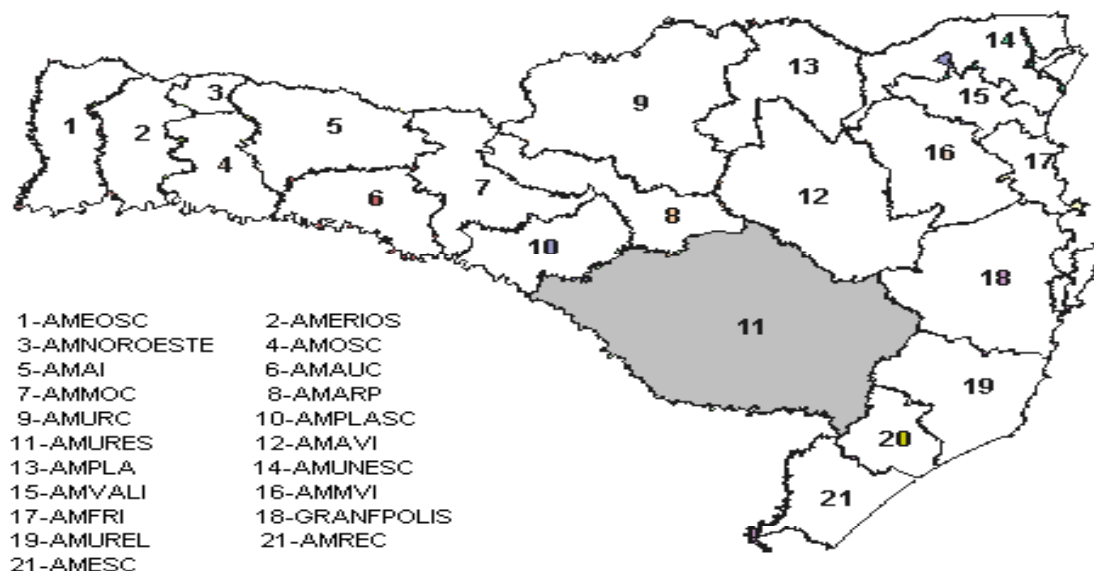 14
13
9
15
3
1
2
5
16
17
4
7
6
12
8
10
18
11
19
20
21
1-AMEOSC 2-AMERIOS
3-AMNOROESTE 4-AMOSC
5-AMAI 6-AMAUC
7-AMMOC 8-AMARP
9-AMURC 10-AMPLASC
11-AMURES 12-AMAVI
13-AMPLA 14-AMUNESC
15-AMVALI 16-AMMVI
17-AMFRI 18-GRANFPOLIS
19-AMUREL 21-AMREC
21-AMESC